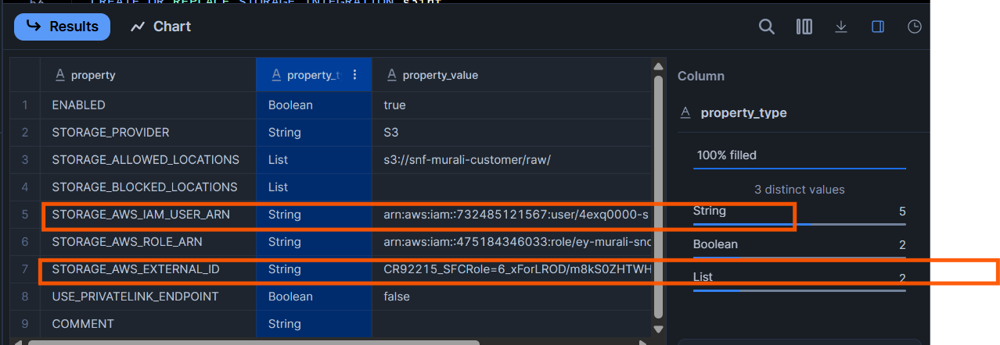 Results
Chart
property
property_t
property_value
Column
property_type
1 ENABLED Boolean true
2 STORAGE_PROVIDER String S3
3 STORAGE_ALLOWED_LOCATIONS List s3://snf-murali-customer/raw/
4 STORAGE_BLOCKED_LOCATIONS List
5 STORAGE_AWS_IAM_USER_ARN String arn:aws:iam::732485121567:user/4exq0000-s
6 STORAGE_AWS_ROLE_ARN String arn:aws:iam::475184346033:role/ey-murali-sno
7 STORAGE_AWS_EXTERNAL_ID String CR92215_SFCRole=6_xForLROD/m8kS0ZHTWH
8 USE_PRIVATELINK_ENDPOINT Boolean false
9 COMMENT String
100% filled
3 distinct values
String 5
Boolean 2
List 2